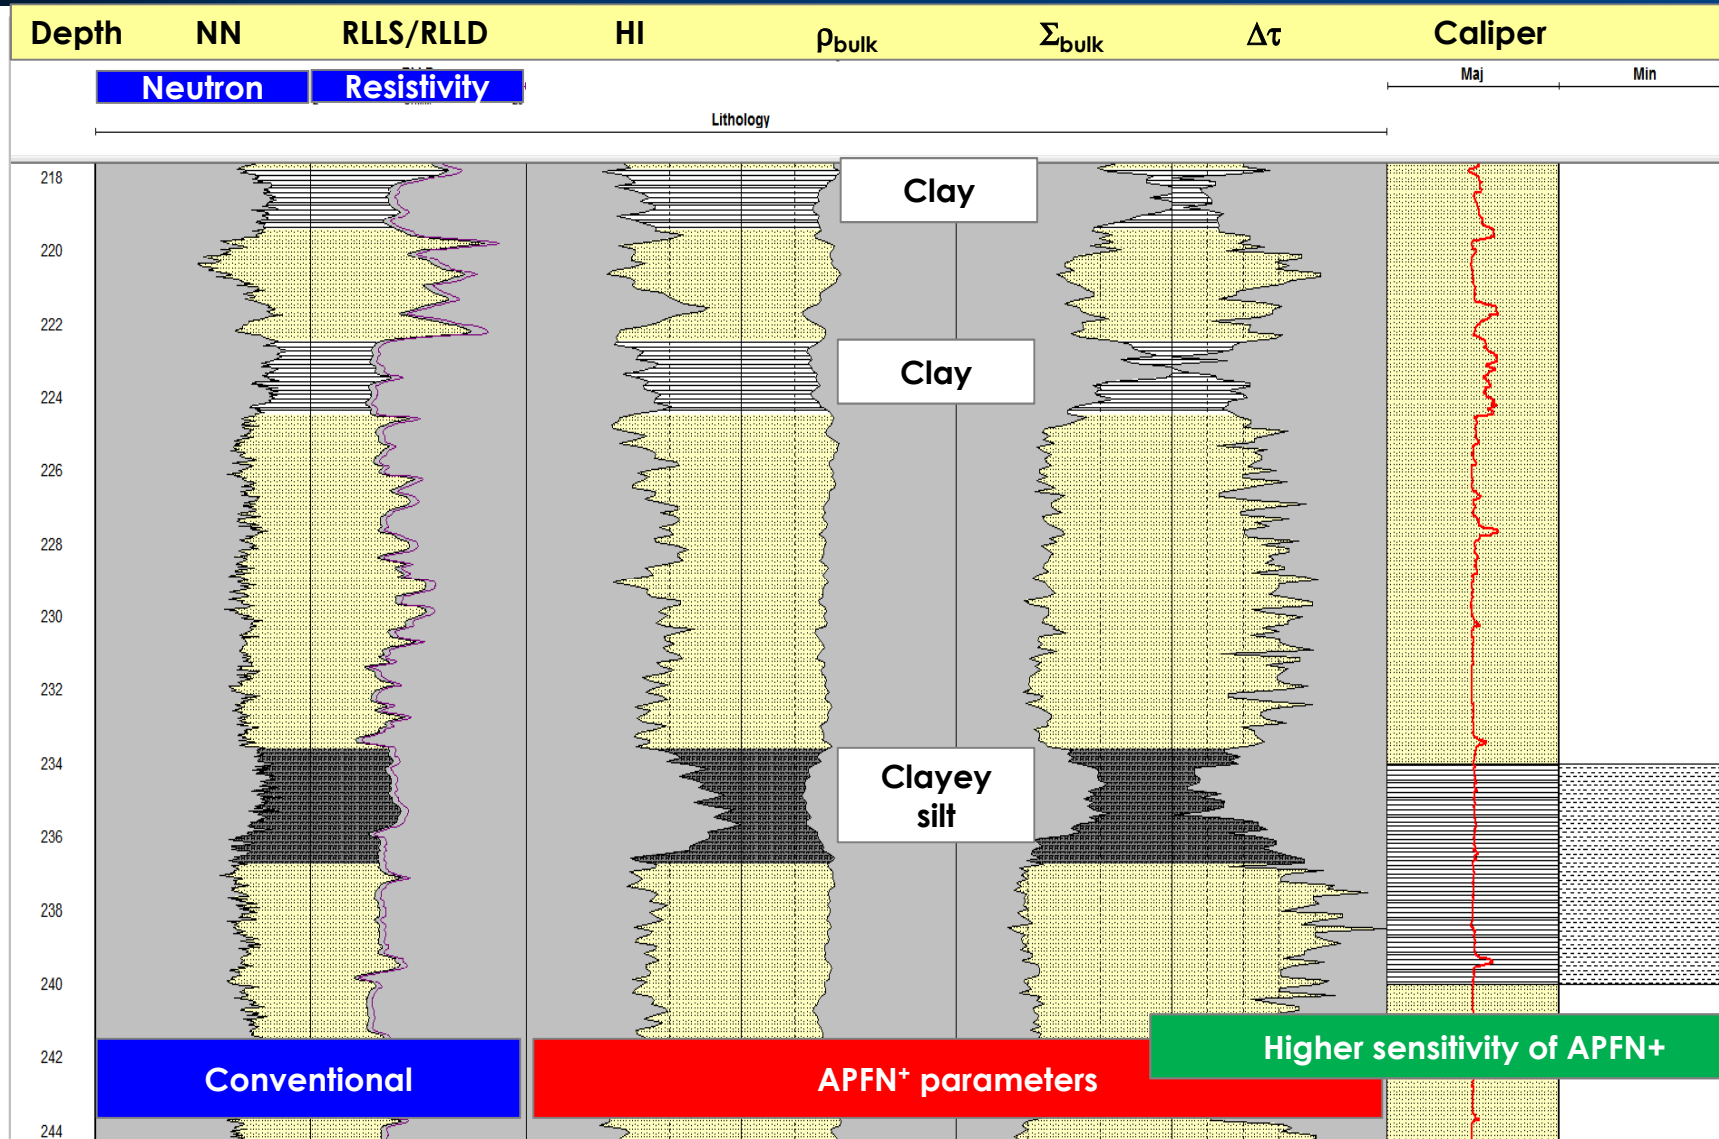 Depth NN RLLS/RLLD HI ρbulk Σbulk Δτ Caliper
Neutron Resistivity
Maj Min
Lithology
218
Clay
220
222
Clay
224
226
228
230
232
234
Clayey
silt
236
238
240
Higher sensitivity of APFN+
242
Conventional
APFN⁺ parameters
244